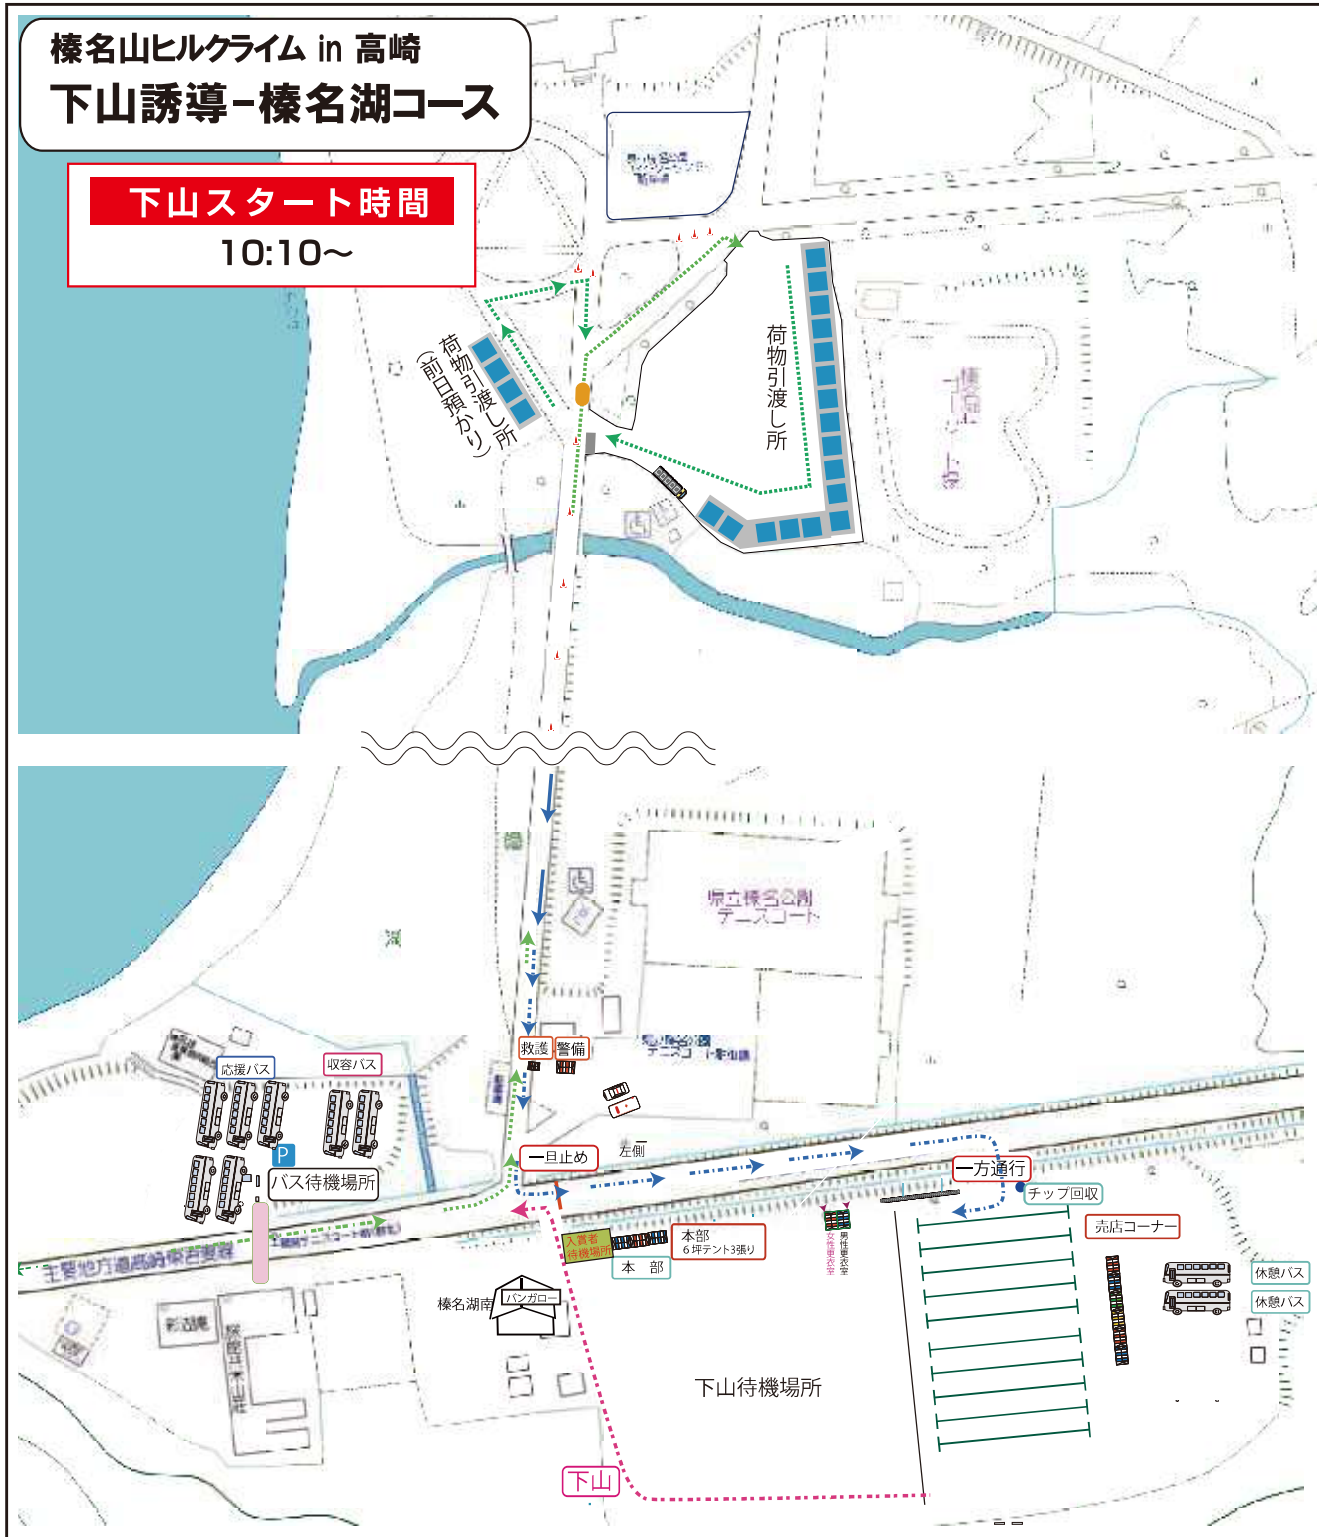 榛名山ヒルクライム in 高崎
下山誘導－榛名湖コース
下山スタート時間
10:10～
荷物引渡し所
（前日預かり）
荷物引渡し所
県立榛名公園
テニスコート
救護
警備
応援バス
収容バス
P
バス待機場所
一旦止め
左側
一方通行
チップ回収
売店コーナー
入賞者
待機場所
本部
６坪テント3張り
本　部
女性更衣室
男性更衣室
休憩バス
休憩バス
榛名湖南
バンガロー
下山待機場所
下山